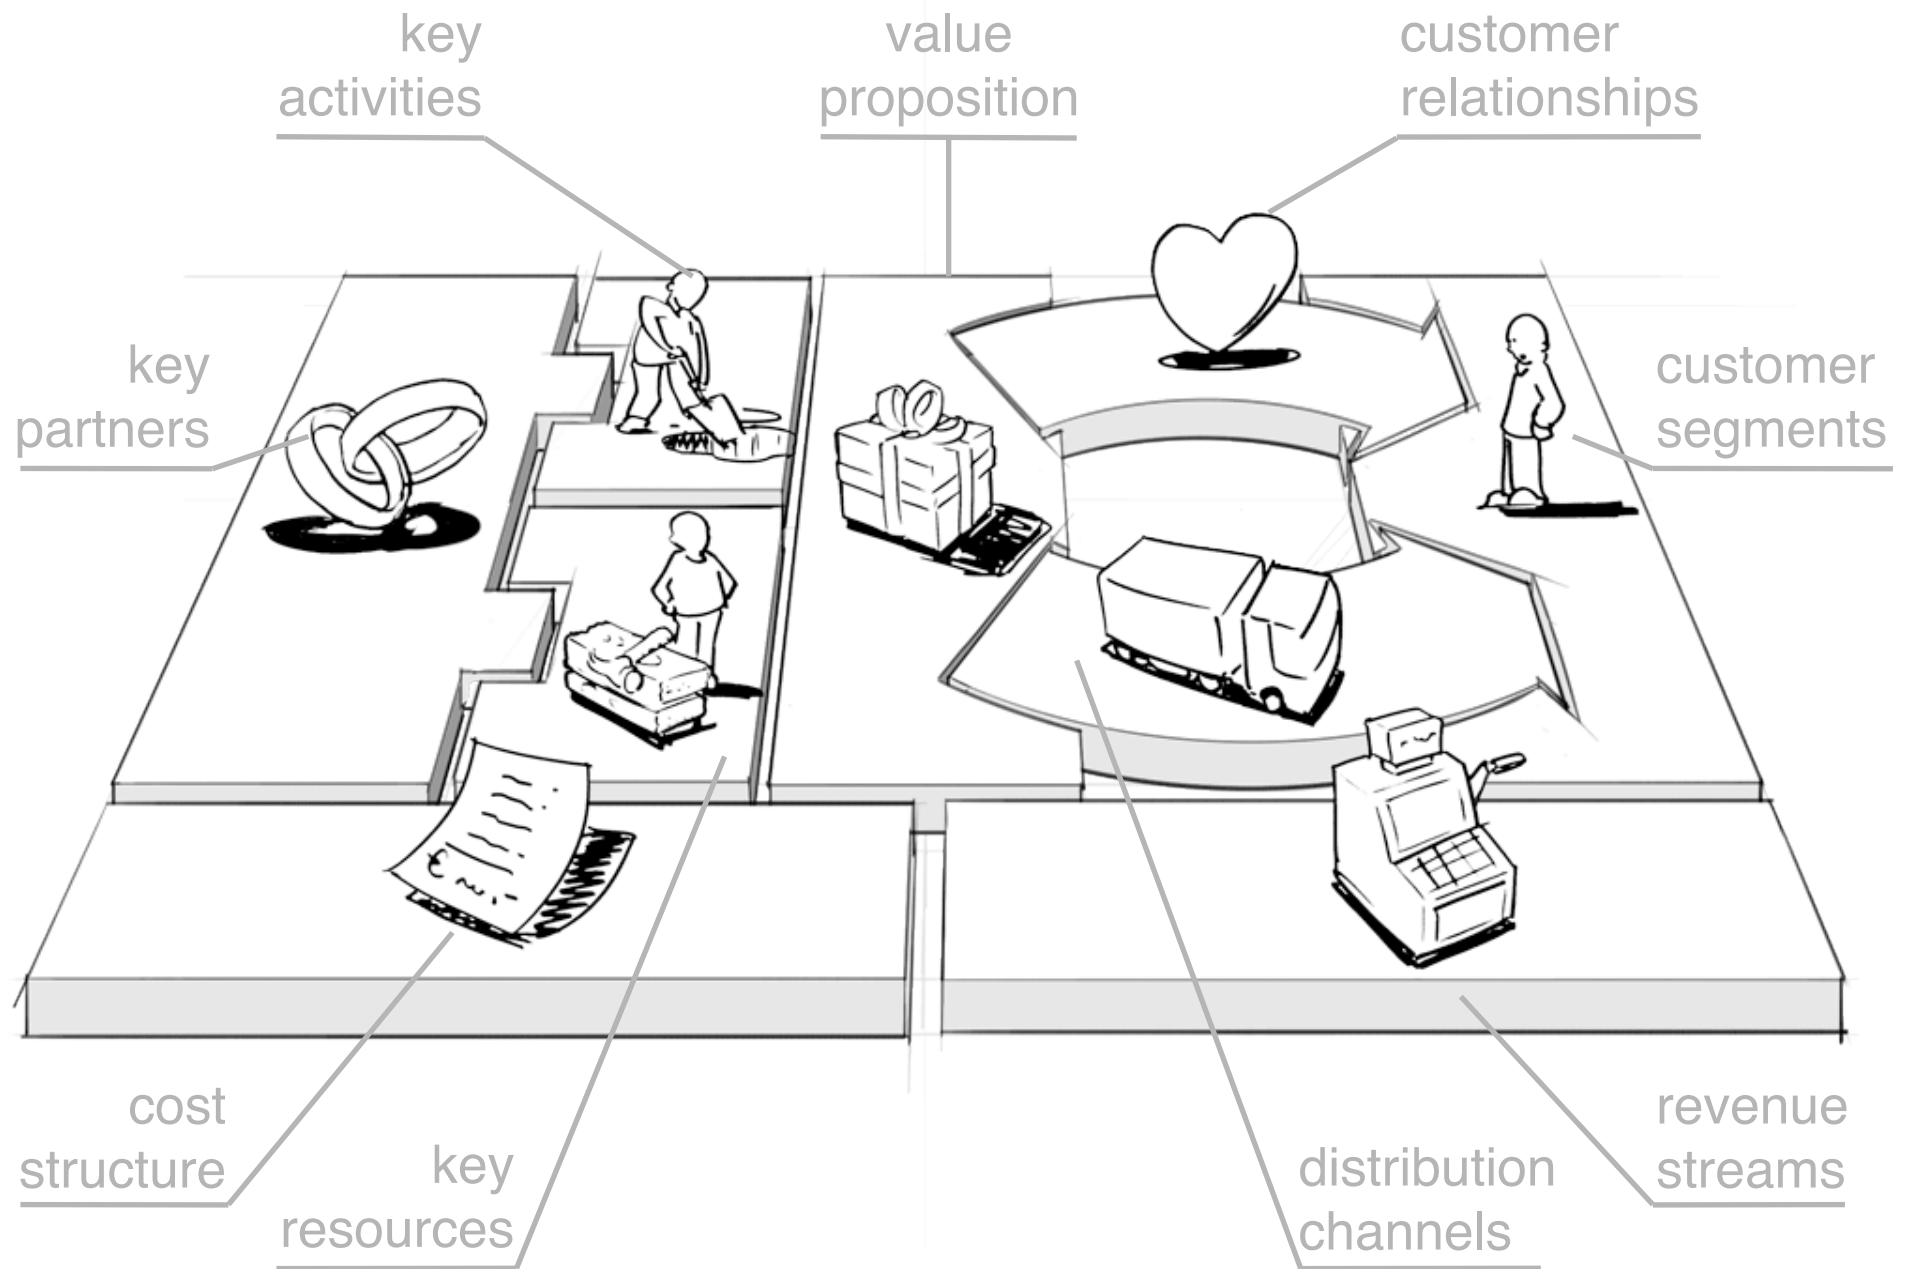 key
activities
value
proposition
customer
relationships
key
partners
customer
segments
cost
structure
key
resources
distribution
channels
revenue
streams